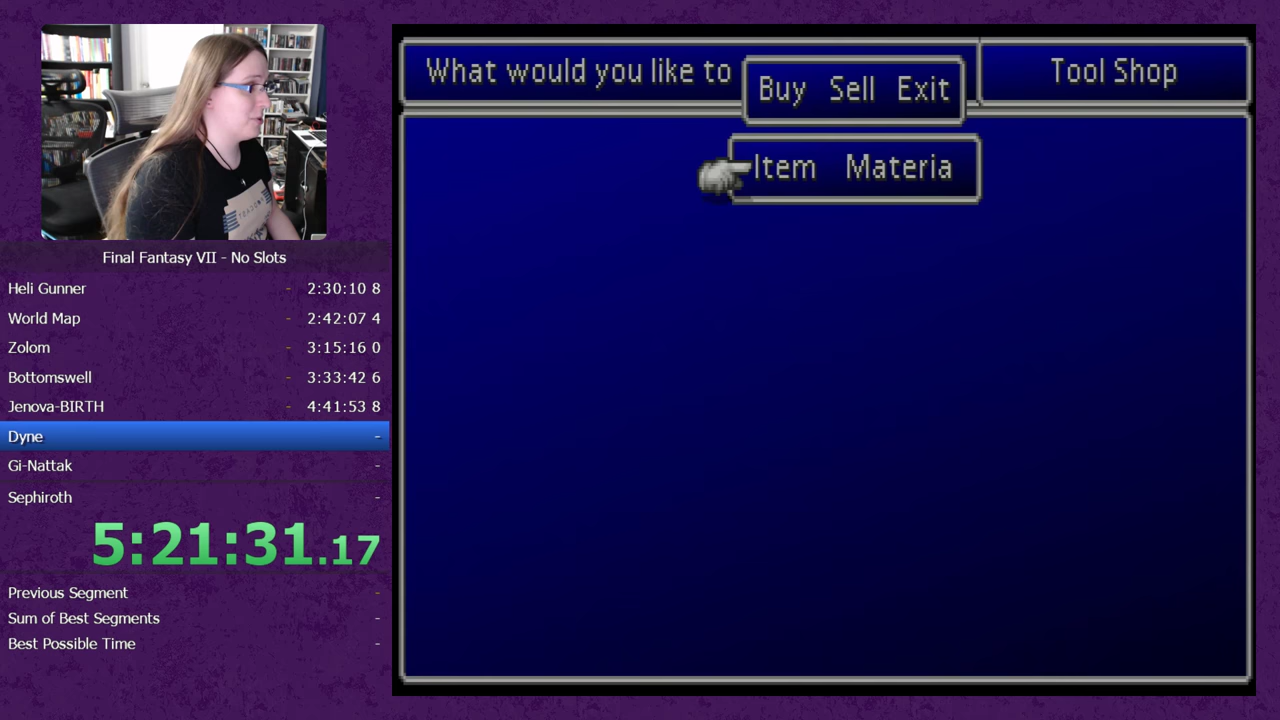 What would you like to
Buy Sell Exit
Tool Shop
Item Materia
Final Fantasy VII - No Slots
Heli Gunner - 2:30:10 8
World Map - 2:42:07 4
Zolom - 3:15:16 0
Bottomswell - 3:33:42 6
Jenova-BIRTH - 4:41:53 8
Dyne -
Gi-Nattak -
Sephiroth -
5:21:31.17
Previous Segment -
Sum of Best Segments -
Best Possible Time -